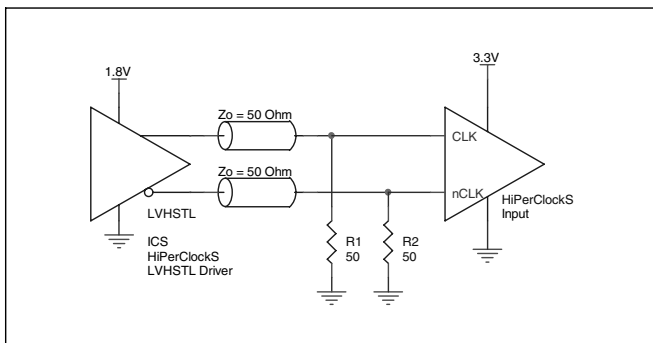 1.8V
3.3V
Zo = 50 Ohm
CLK
Zo = 50 Ohm
nCLK
HiPerClockS
Input
LVHSTL
ICS
HiPerClockS
LVHSTL Driver
R1
50
R2
50